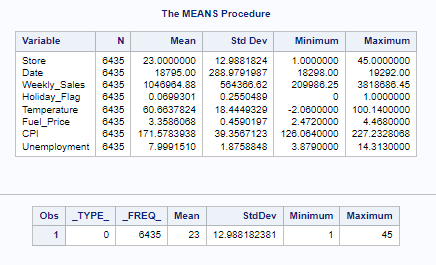 The MEANS Procedure
Variable N Mean Std Dev Minimum Maximum
Store 6435 23.0000000 12.9881824 1.0000000 45.0000000
Date 6435 18795.00 288.9791987 18298.00 19292.00
Weekly_Sales 6435 1046964.88 564366.62 209986.25 3818686.45
Holiday_Flag 6435 0.0699301 0.2550489 0 1.0000000
Temperature 6435 60.6637824 18.4449329 -2.0600000 100.1400000
Fuel_Price 6435 3.3586068 0.4590197 2.4720000 4.4680000
CPI 6435 171.5783938 39.3567123 126.0640000 227.2328068
Unemployment 6435 7.9991510 1.8758848 3.8790000 14.3130000
Obs _TYPE_ _FREQ_ Mean StdDev Minimum Maximum
1 0 6435 23 12.988182381 1 45